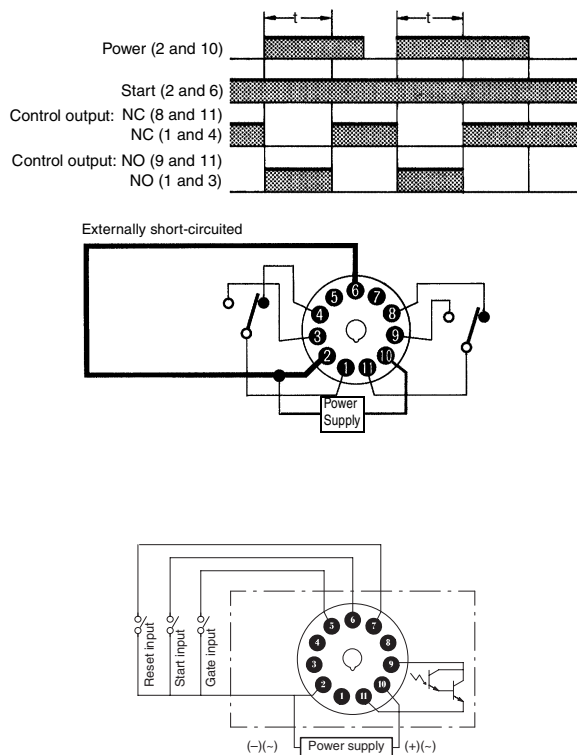 t t
Power (2 and 10)
Start (2 and 6)
Control output: NC (8 and 11)
NC (1 and 4)
Control output: NO (9 and 11)
NO (1 and 3)
Externally short-circuited
6
5 7
4 8
3 9
2 10
1 11
Power
Supply
Reset input
Start input
Gate input
6
5 7
4 8
3 9
2 10
1 11
(–)(~) Power supply (+)(~)